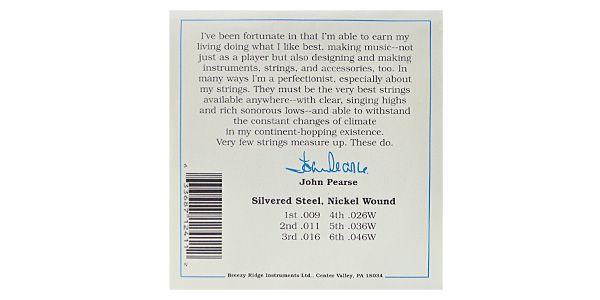 I've been fortunate in that I'm able to earn my
living doing what I like best, making music--not
just as a player but also designing and making
instruments, strings, and accessories, too. In
many ways I'm a perfectionist, especially about
my strings. They must be the very best strings
available anywhere--with clear, singing highs
and rich sonorous lows--and able to withstand
the constant changes of climate
in my continent-hopping existence.
Very few strings measure up. These do.
John Pearse
John Pearse
Silvered Steel, Nickel Wound
1st .009 4th .026W
2nd .011 5th .036W
3rd .016 6th .046W
Breezy Ridge Instruments Ltd., Center Valley, PA 18034